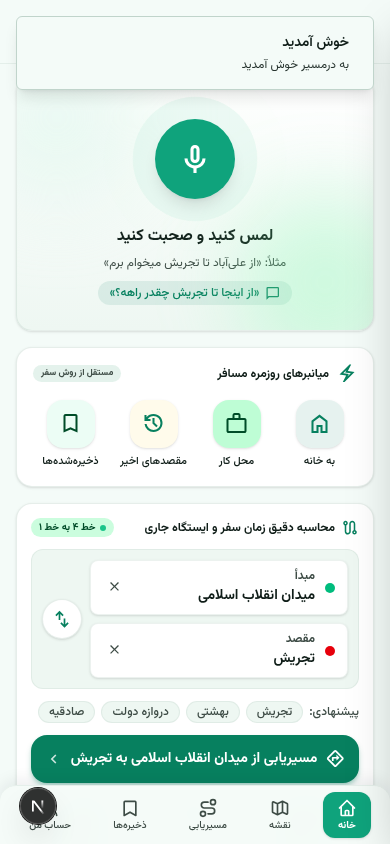 خوش آمدید
به درمسیر خوش آمدید
لمس کنید و صحبت کنید
مثلاً: «از علی‌آباد تا تجریش میخوام برم»
«از اینجا تا تجریش چقدر راهه؟»
میانبرهای روزمره مسافر
مستقل از روش سفر
به خانه
محل کار
مقصدهای اخیر
ذخیره‌شده‌ها
محاسبه دقیق زمان سفر و ایستگاه جاری
خط ۴ به خط ۱
مبدأ
میدان انقلاب اسلامی
مقصد
تجریش
پیشنهادی:
تجریش
بهشتی
دروازه دولت
صادقیه
مسیریابی از میدان انقلاب اسلامی به تجریش
خانه
نقشه
مسیریابی
ذخیره‌ها
حساب من
N